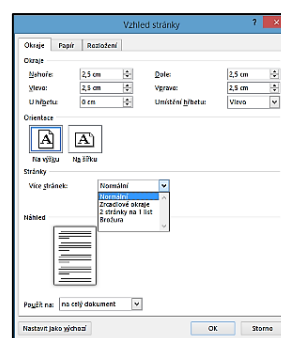 Vzhled stránky ? ×
Okraje Papír Rozložení
Okraje
Nahoře: 2,5 cm Dole: 2,5 cm
Vlevo: 2,5 cm Vpravo: 2,5 cm
U hřbetu: 0 cm Umístění hřbetu: Vlevo
Orientace
A A
Na výšku Na šířku
Stránky
Více stránek: Normální
Normální
Zrcadlové okraje
2 stránky na 1 list
Brožura
Náhled
Použít na: na celý dokument
Nastavit jako výchozí OK Storno